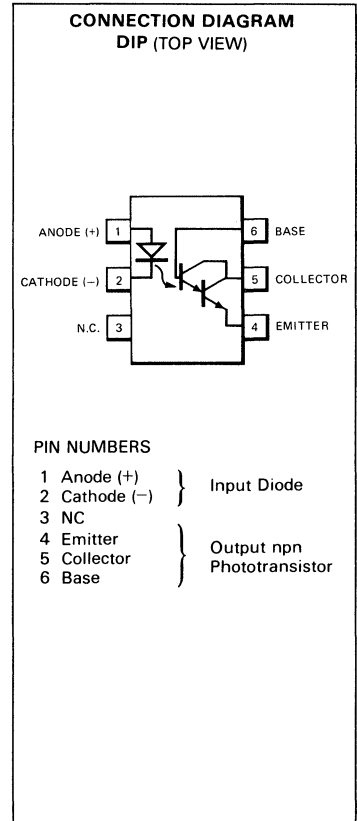 CONNECTION DIAGRAM
DIP (TOP VIEW)
ANODE (+) 1
6 BASE
CATHODE (−) 2
5 COLLECTOR
N.C. 3
4 EMITTER
PIN NUMBERS
1 Anode (+)
2 Cathode (−)
Input Diode
3 NC
4 Emitter
5 Collector
6 Base
Output npn
Phototransistor